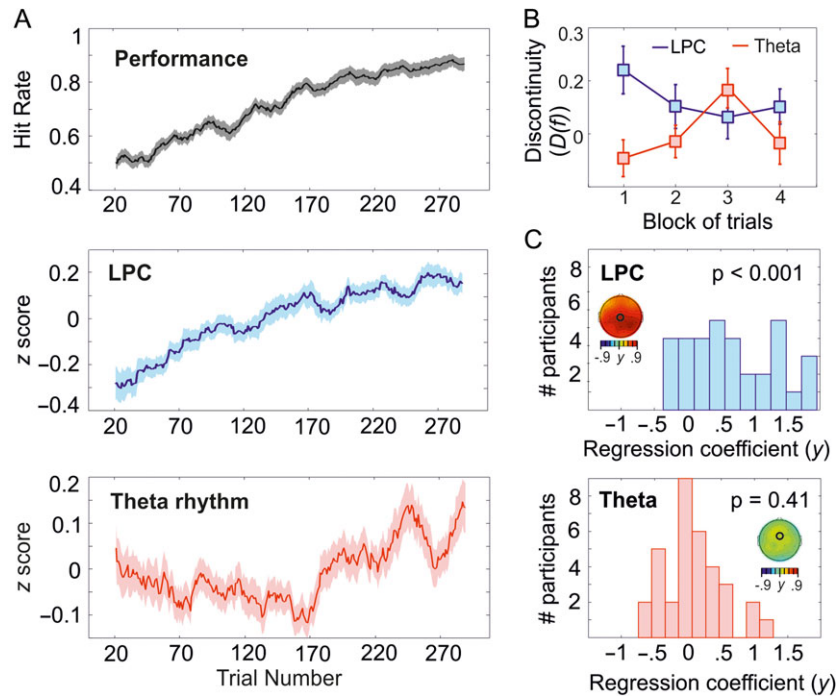 A
Performance
Hit Rate
1
0.8
0.6
0.4
20 70 120 170 220 270
LPC
z score
0.2
0
−0.2
−0.4
20 70 120 170 220 270
Theta rhythm
z score
0.2
0.1
0
−0.1
20 70 120 170 220 270
Trial Number
B
LPC Theta
Discontinuity
(D(f))
0.3
0.2
0
1 2 3 4
Block of trials
C
LPC p < 0.001
# participants
8
6
4
2
-.9 y .9
−1 −.5 0 .5 1 1.5
Regression coefficient (y)
Theta p = 0.41
# participants
8
6
4
2
-.9 y .9
−1 −.5 0 .5 1 1.5
Regression coefficient (y)